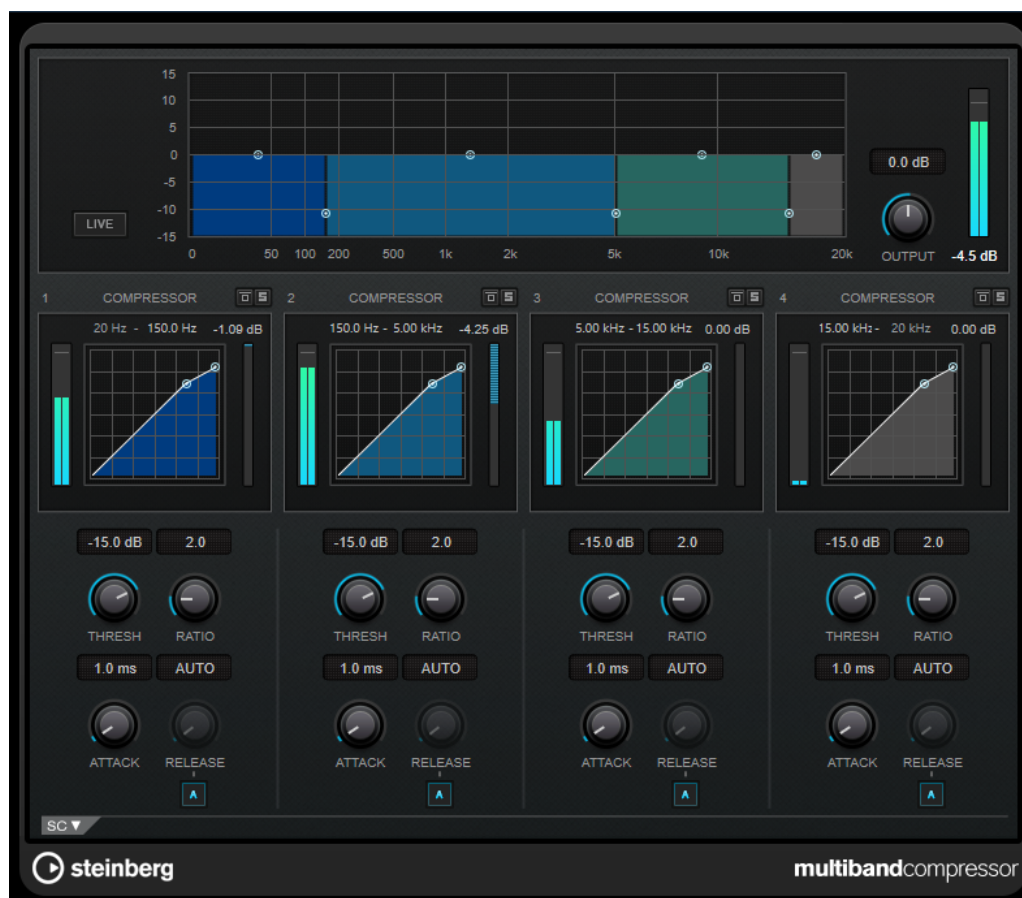 15
10
5
0
-5
-10
-15
LIVE
0 50 100 200 500 1k 2k 5k 10k 20k
0.0 dB
OUTPUT -4.5 dB
1 COMPRESSOR S 2 COMPRESSOR S 3 COMPRESSOR S 4 COMPRESSOR S
20 Hz - 150.0 Hz -1.09 dB 150.0 Hz - 5.00 kHz -4.25 dB 5.00 kHz - 15.00 kHz 0.00 dB 15.00 kHz - 20 kHz 0.00 dB
-15.0 dB 2.0 -15.0 dB 2.0 -15.0 dB 2.0 -15.0 dB 2.0
THRESH RATIO THRESH RATIO THRESH RATIO THRESH RATIO
1.0 ms AUTO 1.0 ms AUTO 1.0 ms AUTO 1.0 ms AUTO
ATTACK RELEASE ATTACK RELEASE ATTACK RELEASE ATTACK RELEASE
A A A A
SC ▼
steinberg multibandcompressor